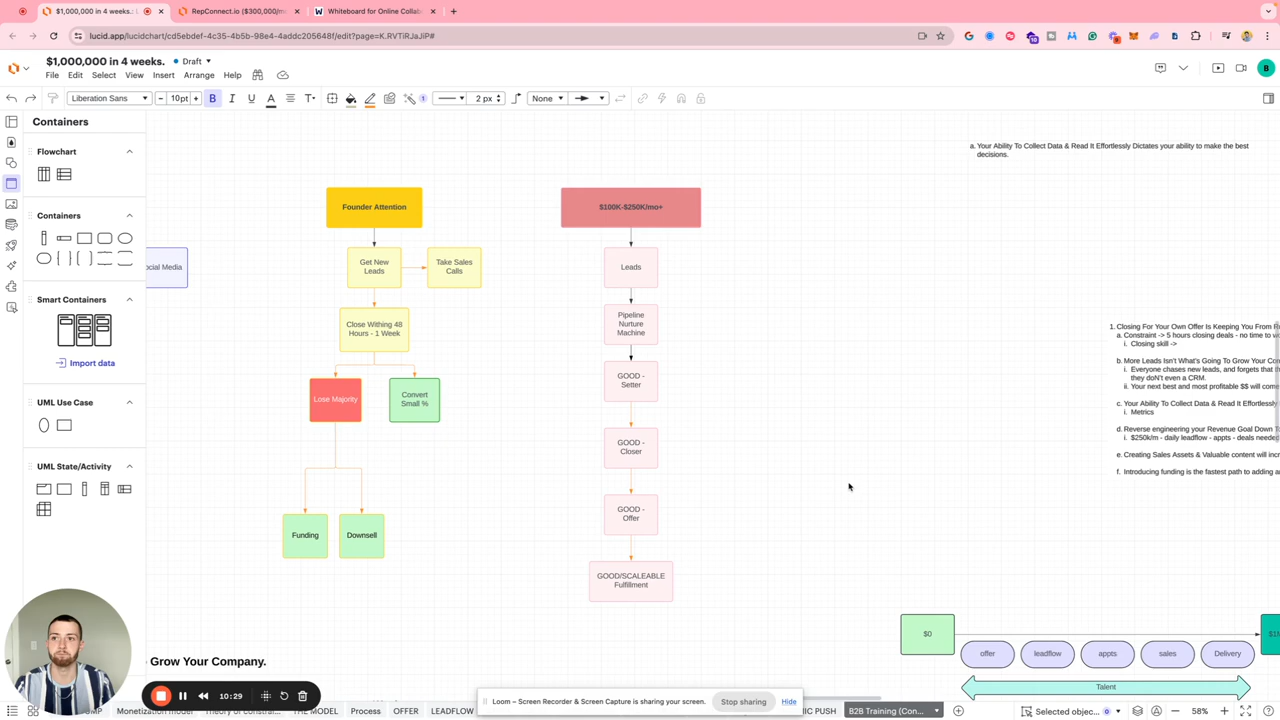 $1,000,000 in 4 weeks.: L
RepConnect.io ($300,000/m
Whiteboard for Online Collab
lucid.app/lucidchart/cd5ebdef-4c35-4b5b-98e4-4addc205648f/edit?page=K.RVTiRJaJiP#
$1,000,000 in 4 weeks.
Draft
File Edit Select View Insert Arrange Help
B
Liberation Sans
10pt
B I U A T
2 px
None
1
Containers
Flowchart
Containers
Smart Containers
Import data
UML Use Case
UML State/Activity
a. Your Ability To Collect Data & Read It Effortlessly Dictates your ability to make the best
decisions.
ocial Media
Founder Attention
Get New
Leads
Take Sales
Calls
Close Withing 48
Hours - 1 Week
Lose Majority
Convert
Small %
Funding
Downsell
$100K-$250K/mo+
Leads
Pipeline
Nurture
Machine
GOOD -
Setter
GOOD -
Closer
GOOD -
Offer
GOOD/SCALEABLE
Fulfillment
1. Closing For Your Own Offer Is Keeping You From R
a. Constraint -> 5 hours closing deals - no time to
i. Closing skill ->
b. More Leads Isn't What's Going To Grow Your Co
i. Everyone chases new leads, and forgets that
they doN't even a CRM.
ii. Your next best and most profitable $$ will come
c. Your Ability To Collect Data & Read It Effortlessly
i. Metrics
d. Reverse engineering your Revenue Goal Down
i. $250k/m - daily leadflow - appts - deals neede
e. Creating Sales Assets & Valuable content will incr
f. Introducing funding is the fastest path to adding a
$0
$1
offer
leadflow
appts
sales
Delivery
Talent
Grow Your Company.
10:29
Loom – Screen Recorder & Screen Capture is sharing your screen.
Stop sharing
Hide
Monetization model
THE MODEL
Process
OFFER
LEADFLOW
IC PUSH
B2B Training (Con...
Selected objec...
0
58%